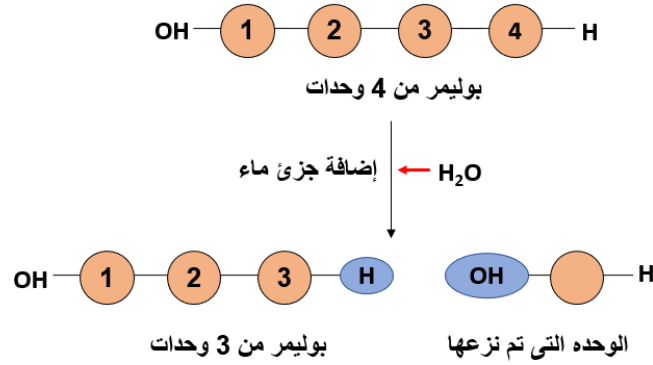 OH 1 2 3 4 H
بوليمر من 4 وحدات
إضافة جزئ ماء
H₂O
OH 1 2 3 H
OH H
بوليمر من 3 وحدات
الوحده التى تم نزعها